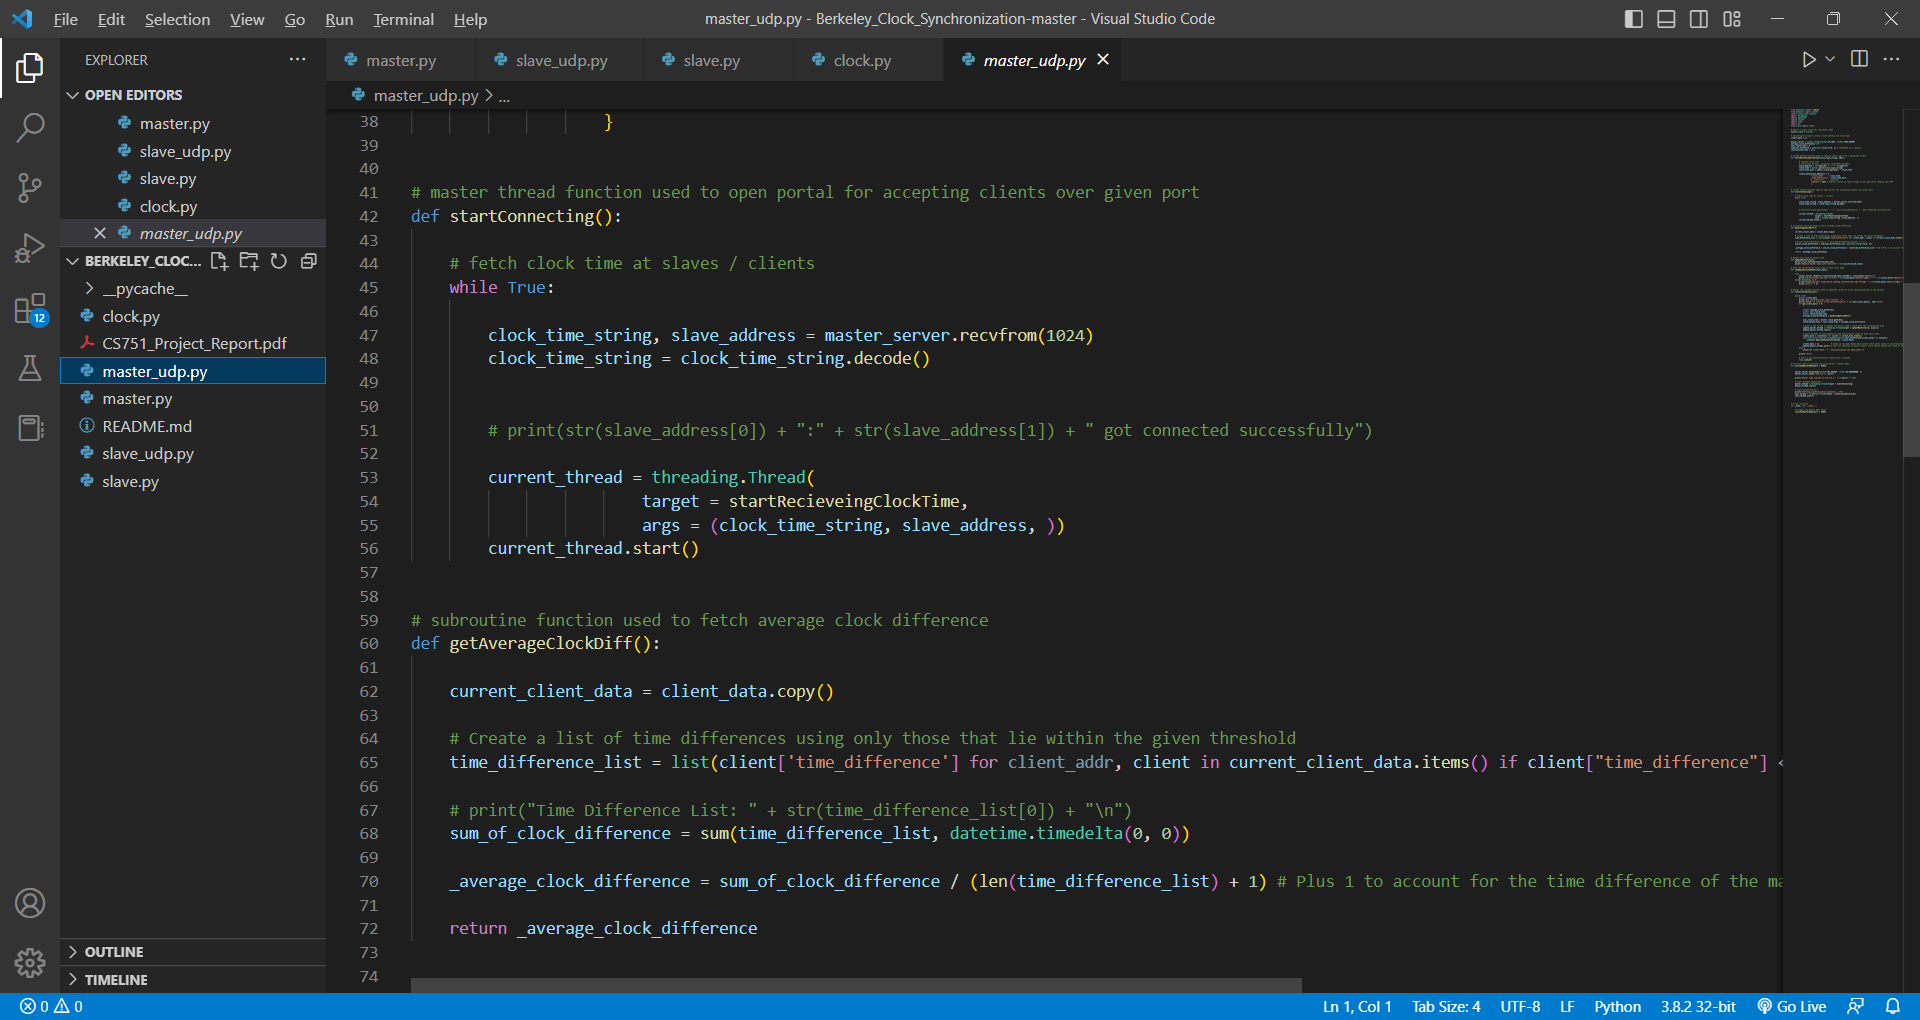 File Edit Selection View Go Run Terminal Help
master_udp.py - Berkeley_Clock_Synchronization-master - Visual Studio Code
EXPLORER
OPEN EDITORS
master.py
slave_udp.py
slave.py
clock.py
master_udp.py
BERKELEY_CLOC...
__pycache__
clock.py
CS751_Project_Report.pdf
master_udp.py
master.py
README.md
slave_udp.py
slave.py
12
OUTLINE
TIMELINE
master.py slave_udp.py slave.py clock.py master_udp.py
master_udp.py > ...
38 }
39
40
41 # master thread function used to open portal for accepting clients over given port
42 def startConnecting():
43
44 # fetch clock time at slaves / clients
45 while True:
46
47 clock_time_string, slave_address = master_server.recvfrom(1024)
48 clock_time_string = clock_time_string.decode()
49
50
51 # print(str(slave_address[0]) + ":" + str(slave_address[1]) + " got connected successfully")
52
53 current_thread = threading.Thread(
54 target = startRecieveingClockTime,
55 args = (clock_time_string, slave_address, ))
56 current_thread.start()
57
58
59 # subroutine function used to fetch average clock difference
60 def getAverageClockDiff():
61
62 current_client_data = client_data.copy()
63
64 # Create a list of time differences using only those that lie within the given threshold
65 time_difference_list = list(client['time_difference'] for client_addr, client in current_client_data.items() if client["time_difference"] <
66
67 # print("Time Difference List: " + str(time_difference_list[0]) + "\n")
68 sum_of_clock_difference = sum(time_difference_list, datetime.timedelta(0, 0))
69
70 _average_clock_difference = sum_of_clock_difference / (len(time_difference_list) + 1) # Plus 1 to account for the time difference of the ma
71
72 return _average_clock_difference
73
74
0 0
Ln 1, Col 1 Tab Size: 4 UTF-8 LF Python 3.8.2 32-bit Go Live